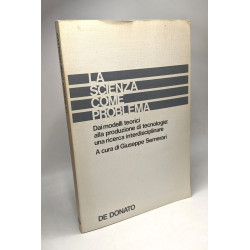 LA
SCIENZA
COME
PROBLEMA
Dai modelli teorici
alla produzione di tecnologie:
una ricerca interdisciplinare
A cura di Giuseppe Semerari
DE DONATO